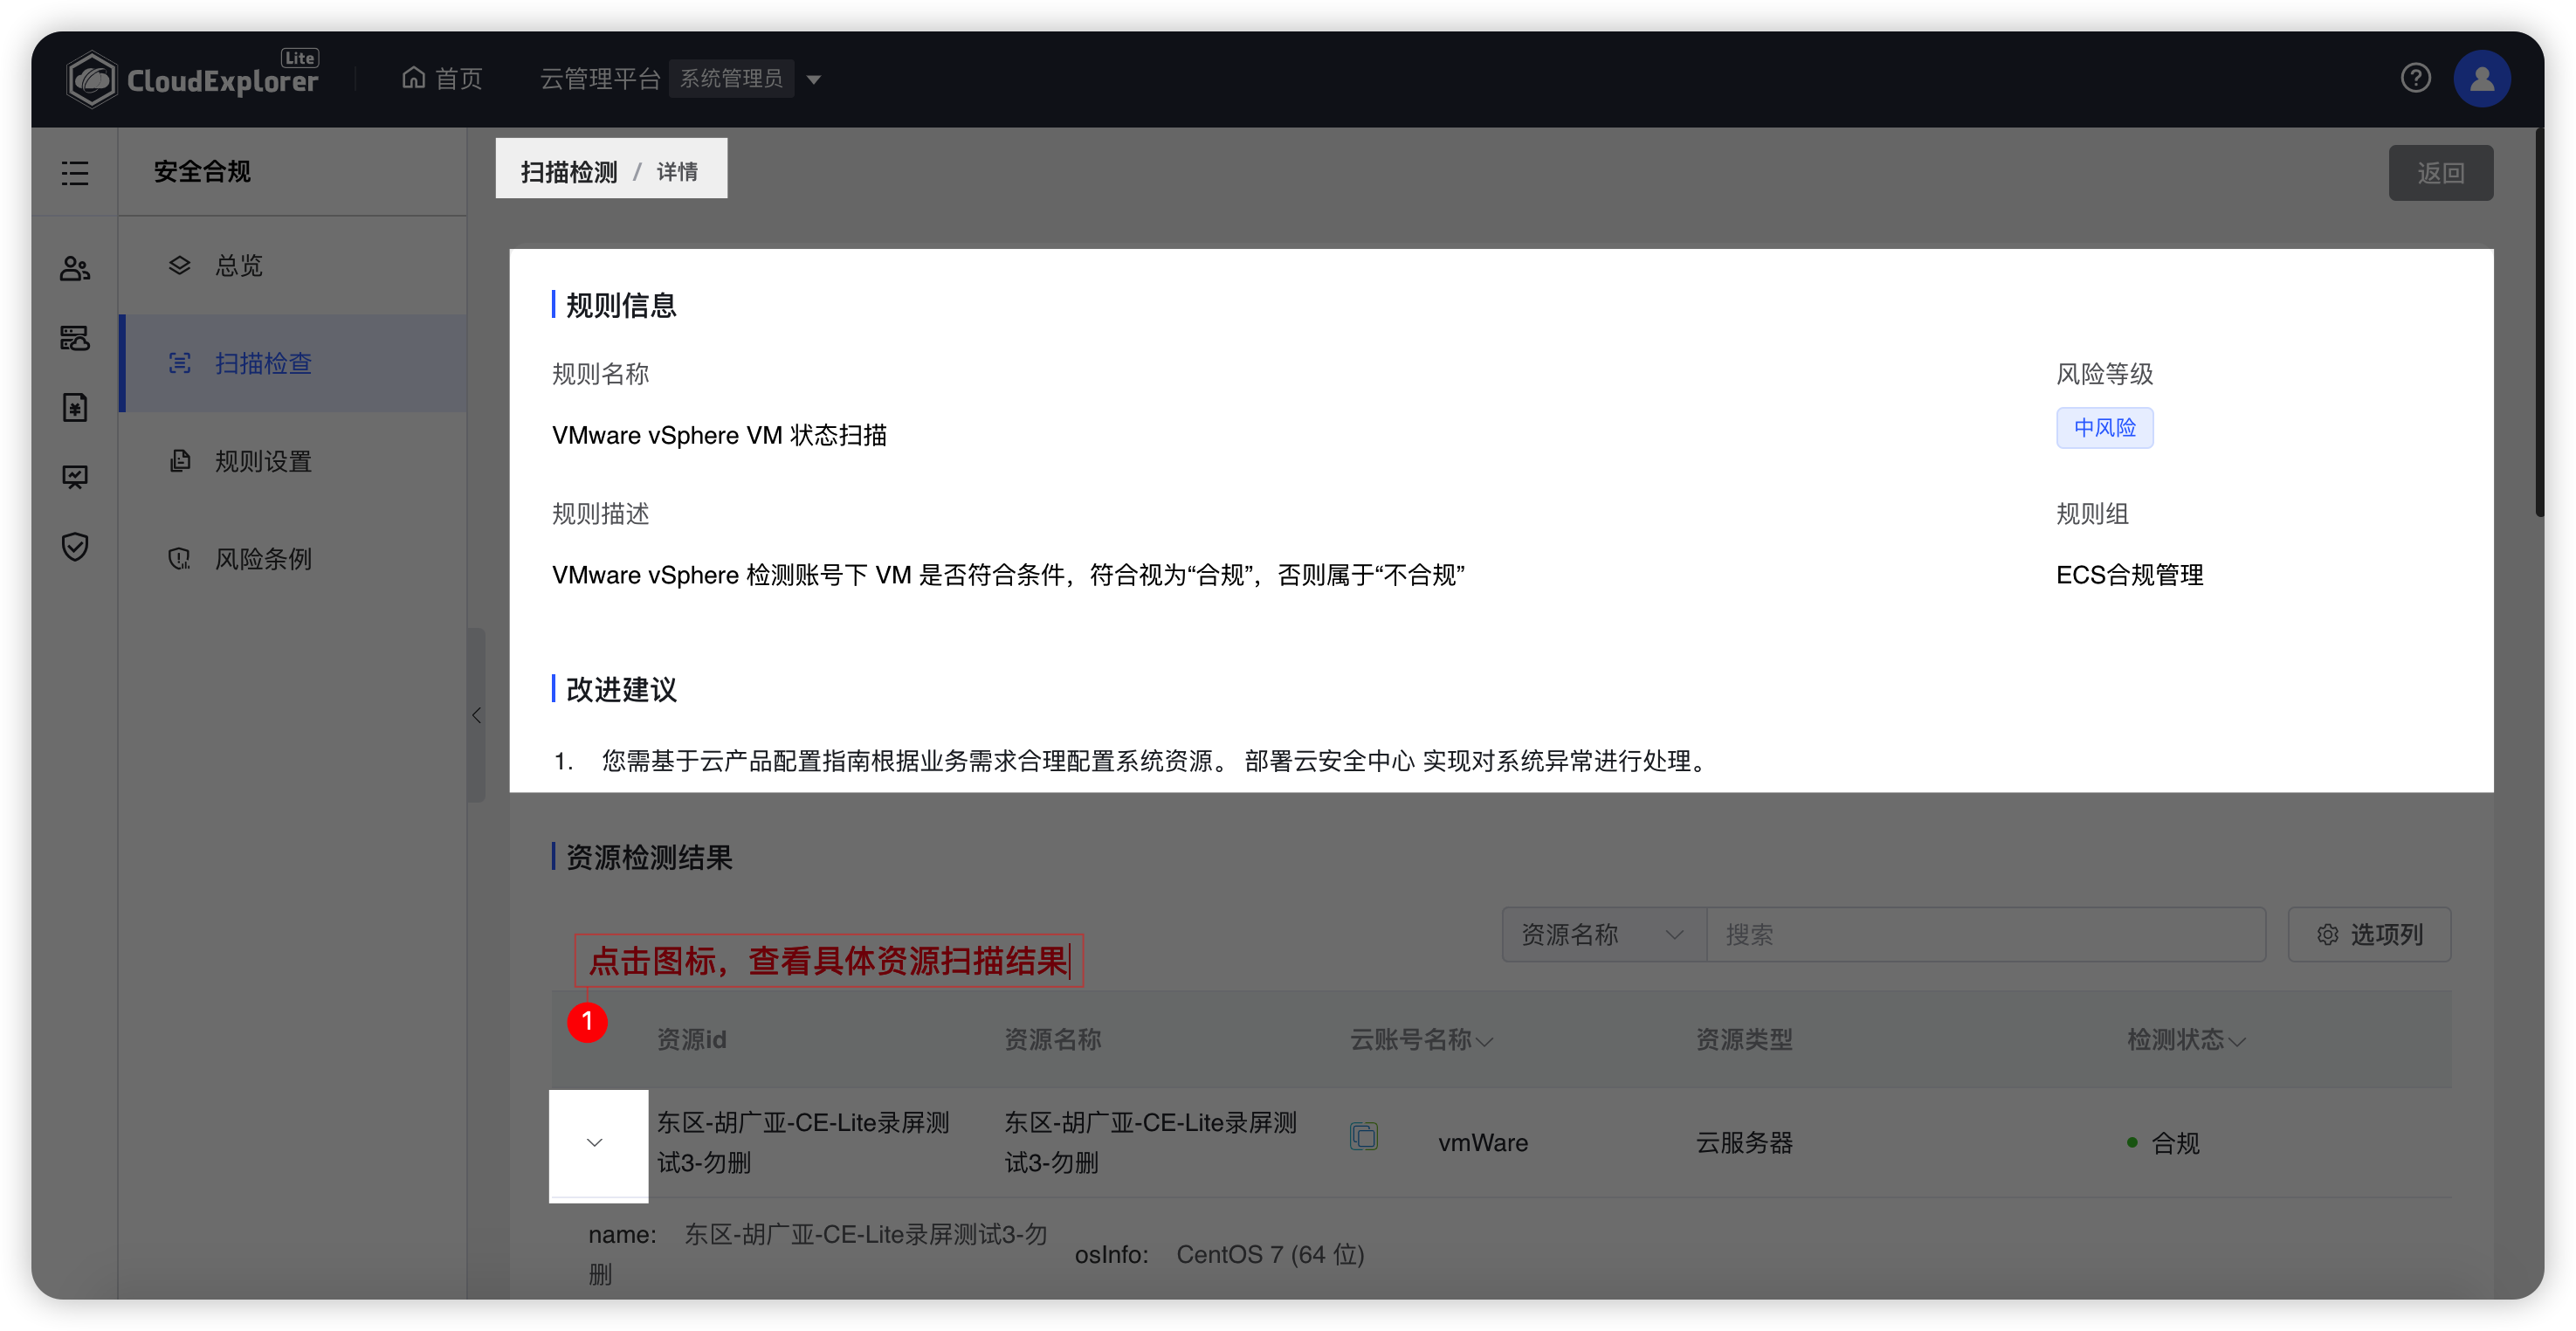 CloudExplorer Lite
首页
云管理平台 系统管理员
安全合规
扫描检测 / 详情
返回
总览
扫描检查
规则设置
风险条例
规则信息
规则名称
风险等级
VMware vSphere VM 状态扫描
中风险
规则描述
规则组
VMware vSphere 检测账号下 VM 是否符合条件，符合视为“合规”，否则属于“不合规”
ECS合规管理
改进建议
1. 您需基于云产品配置指南根据业务需求合理配置系统资源。 部署云安全中心 实现对系统异常进行处理。
资源检测结果
资源名称 搜索 选项列
点击图标，查看具体资源扫描结果
1
资源id 资源名称 云账号名称 资源类型 检测状态
东区-胡广亚-CE-Lite录屏测
试3-勿删
东区-胡广亚-CE-Lite录屏测
试3-勿删
vmWare
云服务器
合规
name: 东区-胡广亚-CE-Lite录屏测试3-勿
删
osInfo: CentOS 7 (64 位)